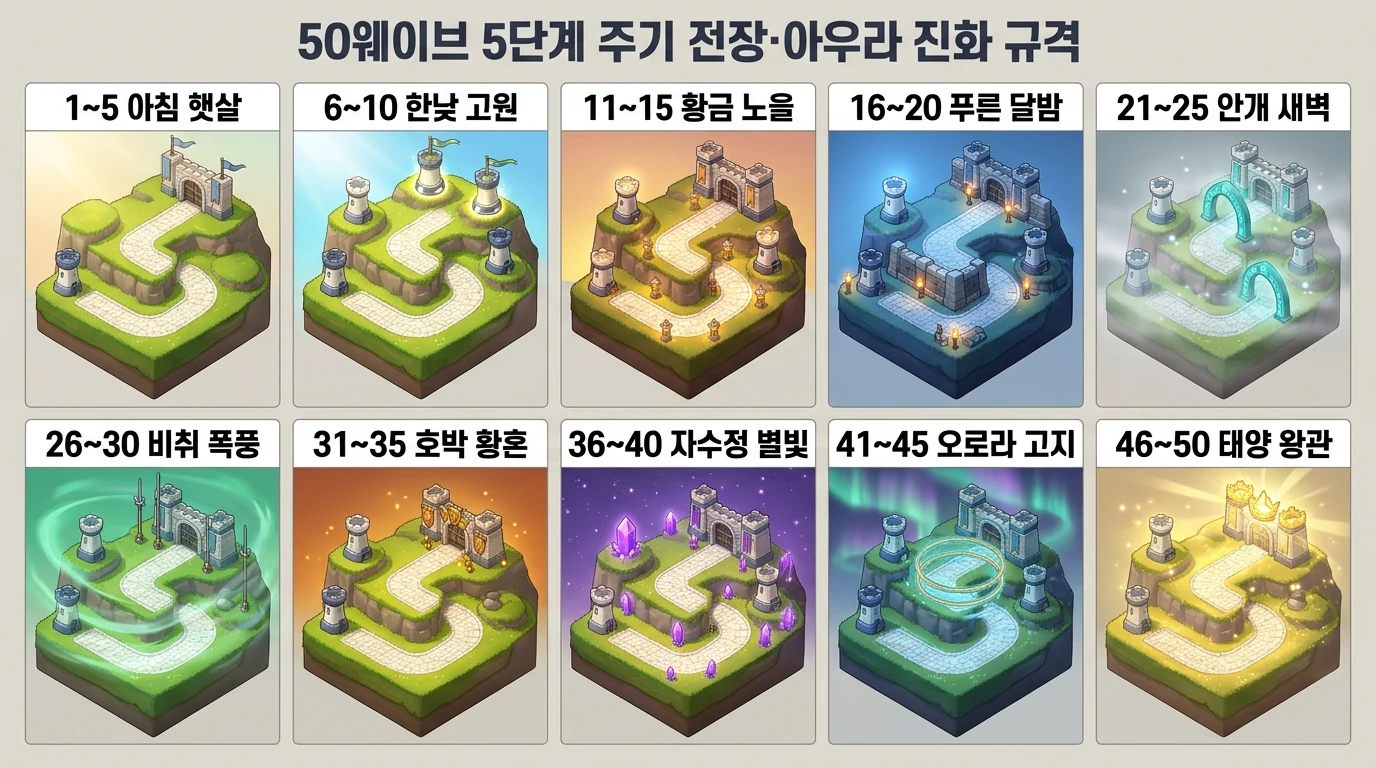 50웨이브 5단계 주기 전장·아우라 진화 규격
1~5 아침 햇살
6~10 한낮 고원
11~15 황금 노을
16~20 푸른 달밤
21~25 안개 새벽
26~30 비취 폭풍
31~35 호박 황혼
36~40 자수정 별빛
41~45 오로라 고지
46~50 태양 왕관